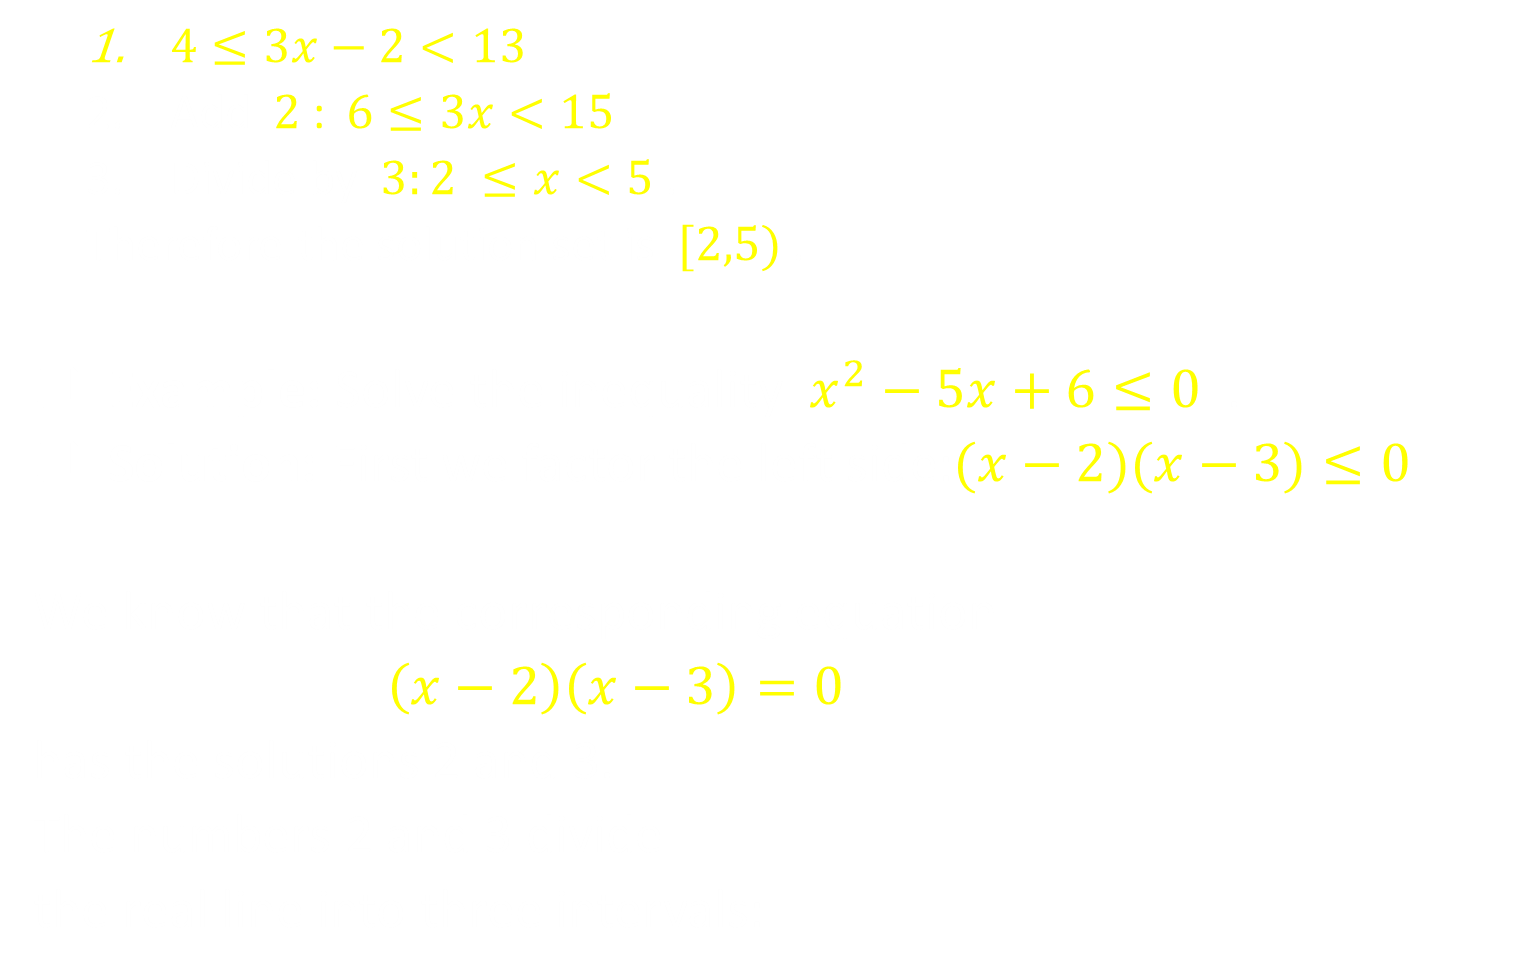 1. 4 ≤ 3x − 2 < 13
2 : 6 ≤ 3x < 15
3: 2 ≤ x < 5
[2,5)
x² − 5x + 6 ≤ 0
(x − 2)(x − 3) ≤ 0
(x − 2)(x − 3) = 0